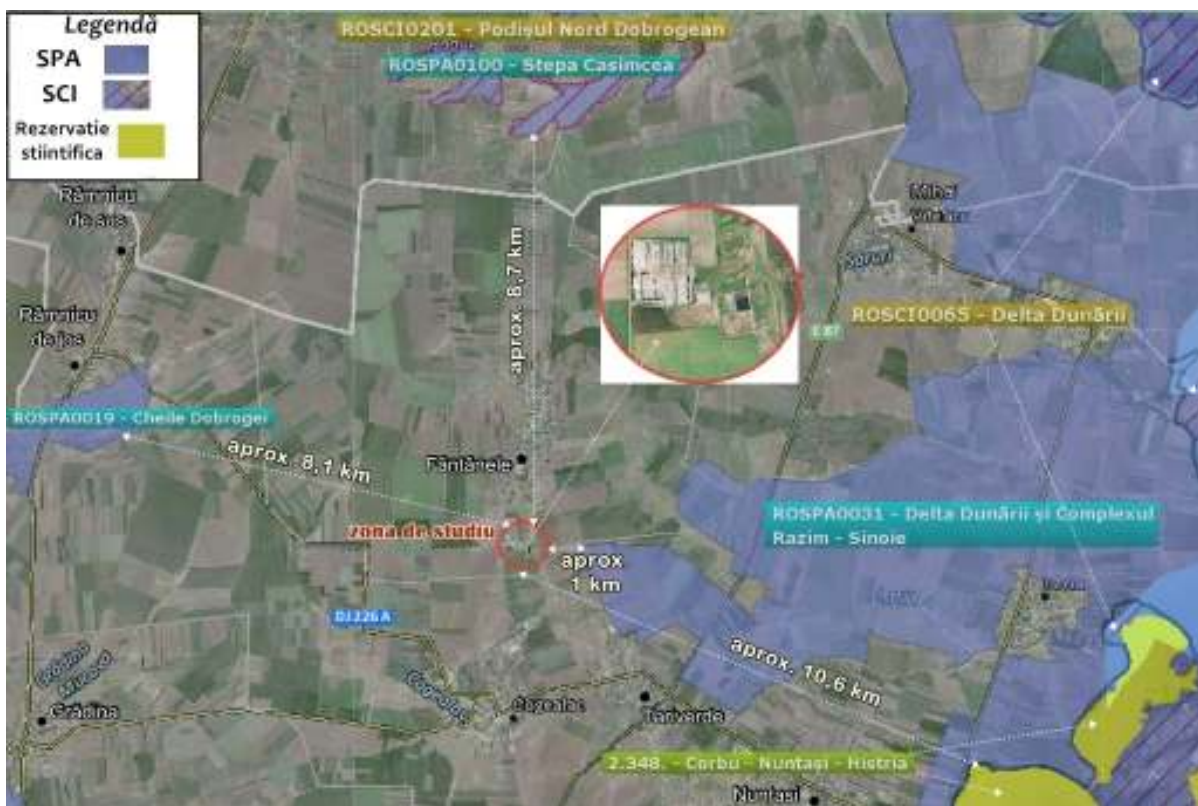 Legendă
SPA
SCI
Rezervatie
stiintifica
ROSCI0201 - Podișul Nord Dobrogean
ROSPA0100 - Stepa Casimcea
Râmnicu
de sus
Râmnicu
de jos
ROSPA0019 - Cheile Dobrogei
aprox. 8,7 km
aprox. 8,1 km
Fântânele
zona de studiu
aprox
1 km
Mihai
Viteazu
E 87
ROSCI0065 - Delta Dunării
ROSPA0031 - Delta Dunării și Complexul
Razim - Sinoie
DJ226A
aprox. 10,6 km
Grădina
Cogealac
Cogealac
Tariverde
2.348. - Corbu - Nuntași - Histria
Nuntași